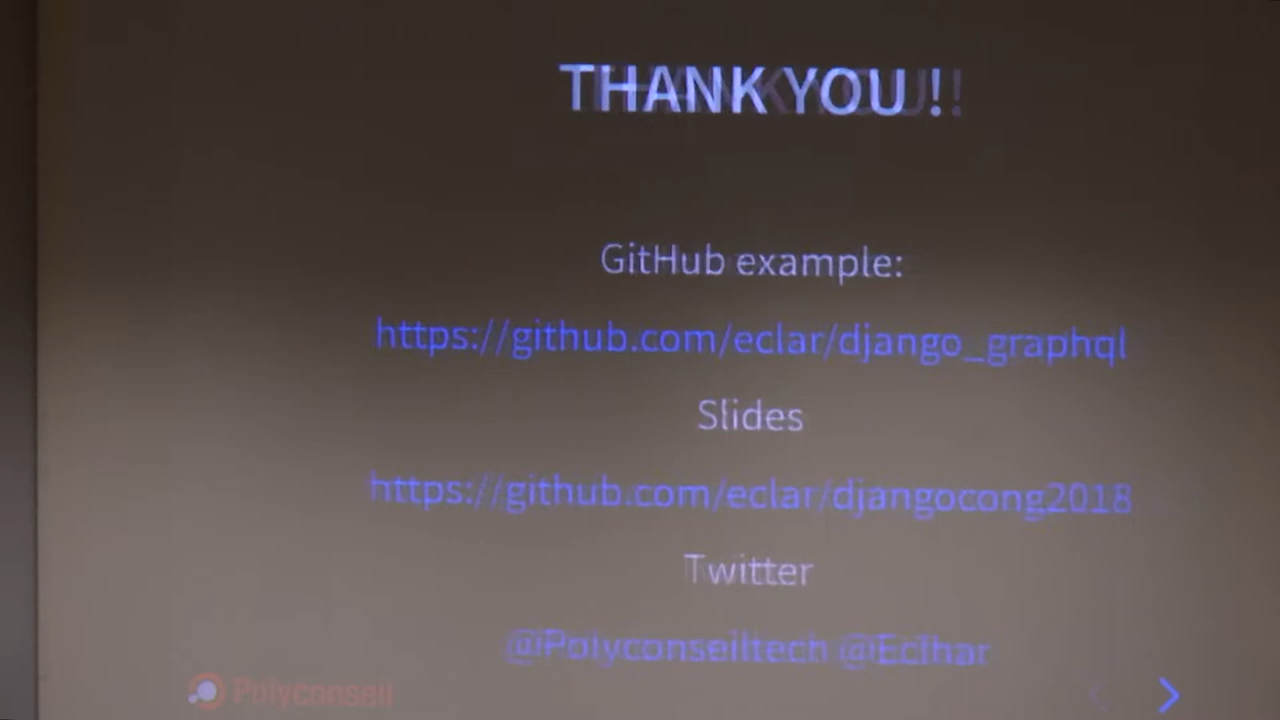 THANK YOU!!
GitHub example:
https://github.com/eclar/django_graphql
Slides
https://github.com/eclar/djangocong2018
Twitter
@Polyconseiltech @Eclhar
Polyconseil